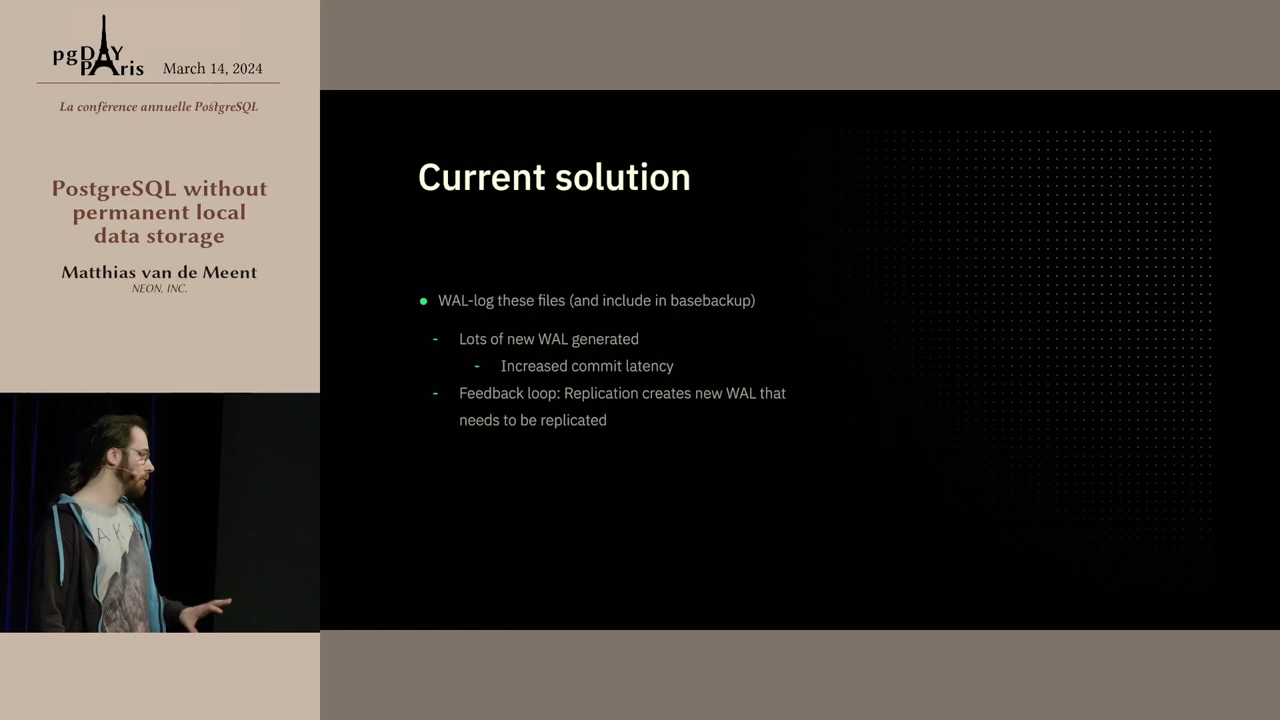 pgDAY
PAris
March 14, 2024
La conférence annuelle PostgreSQL
PostgreSQL without
permanent local
data storage
Matthias van de Meent
NEON, INC.
AK
Current solution
● WAL-log these files (and include in basebackup)
- Lots of new WAL generated
- Increased commit latency
- Feedback loop: Replication creates new WAL that
needs to be replicated